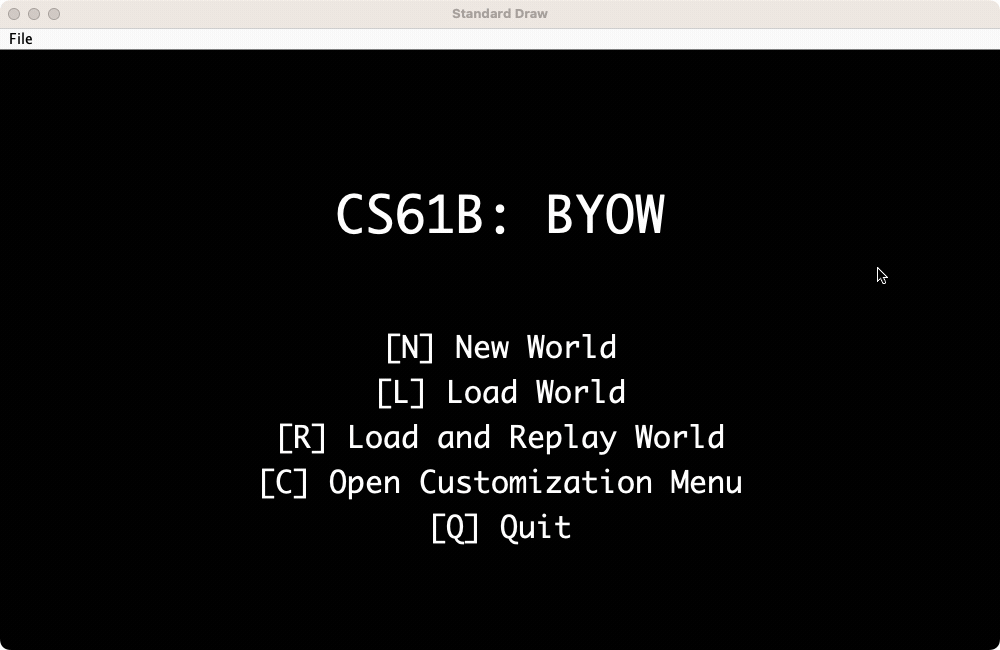 Standard Draw
File
CS61B: BYOW
[N] New World
[L] Load World
[R] Load and Replay World
[C] Open Customization Menu
[Q] Quit